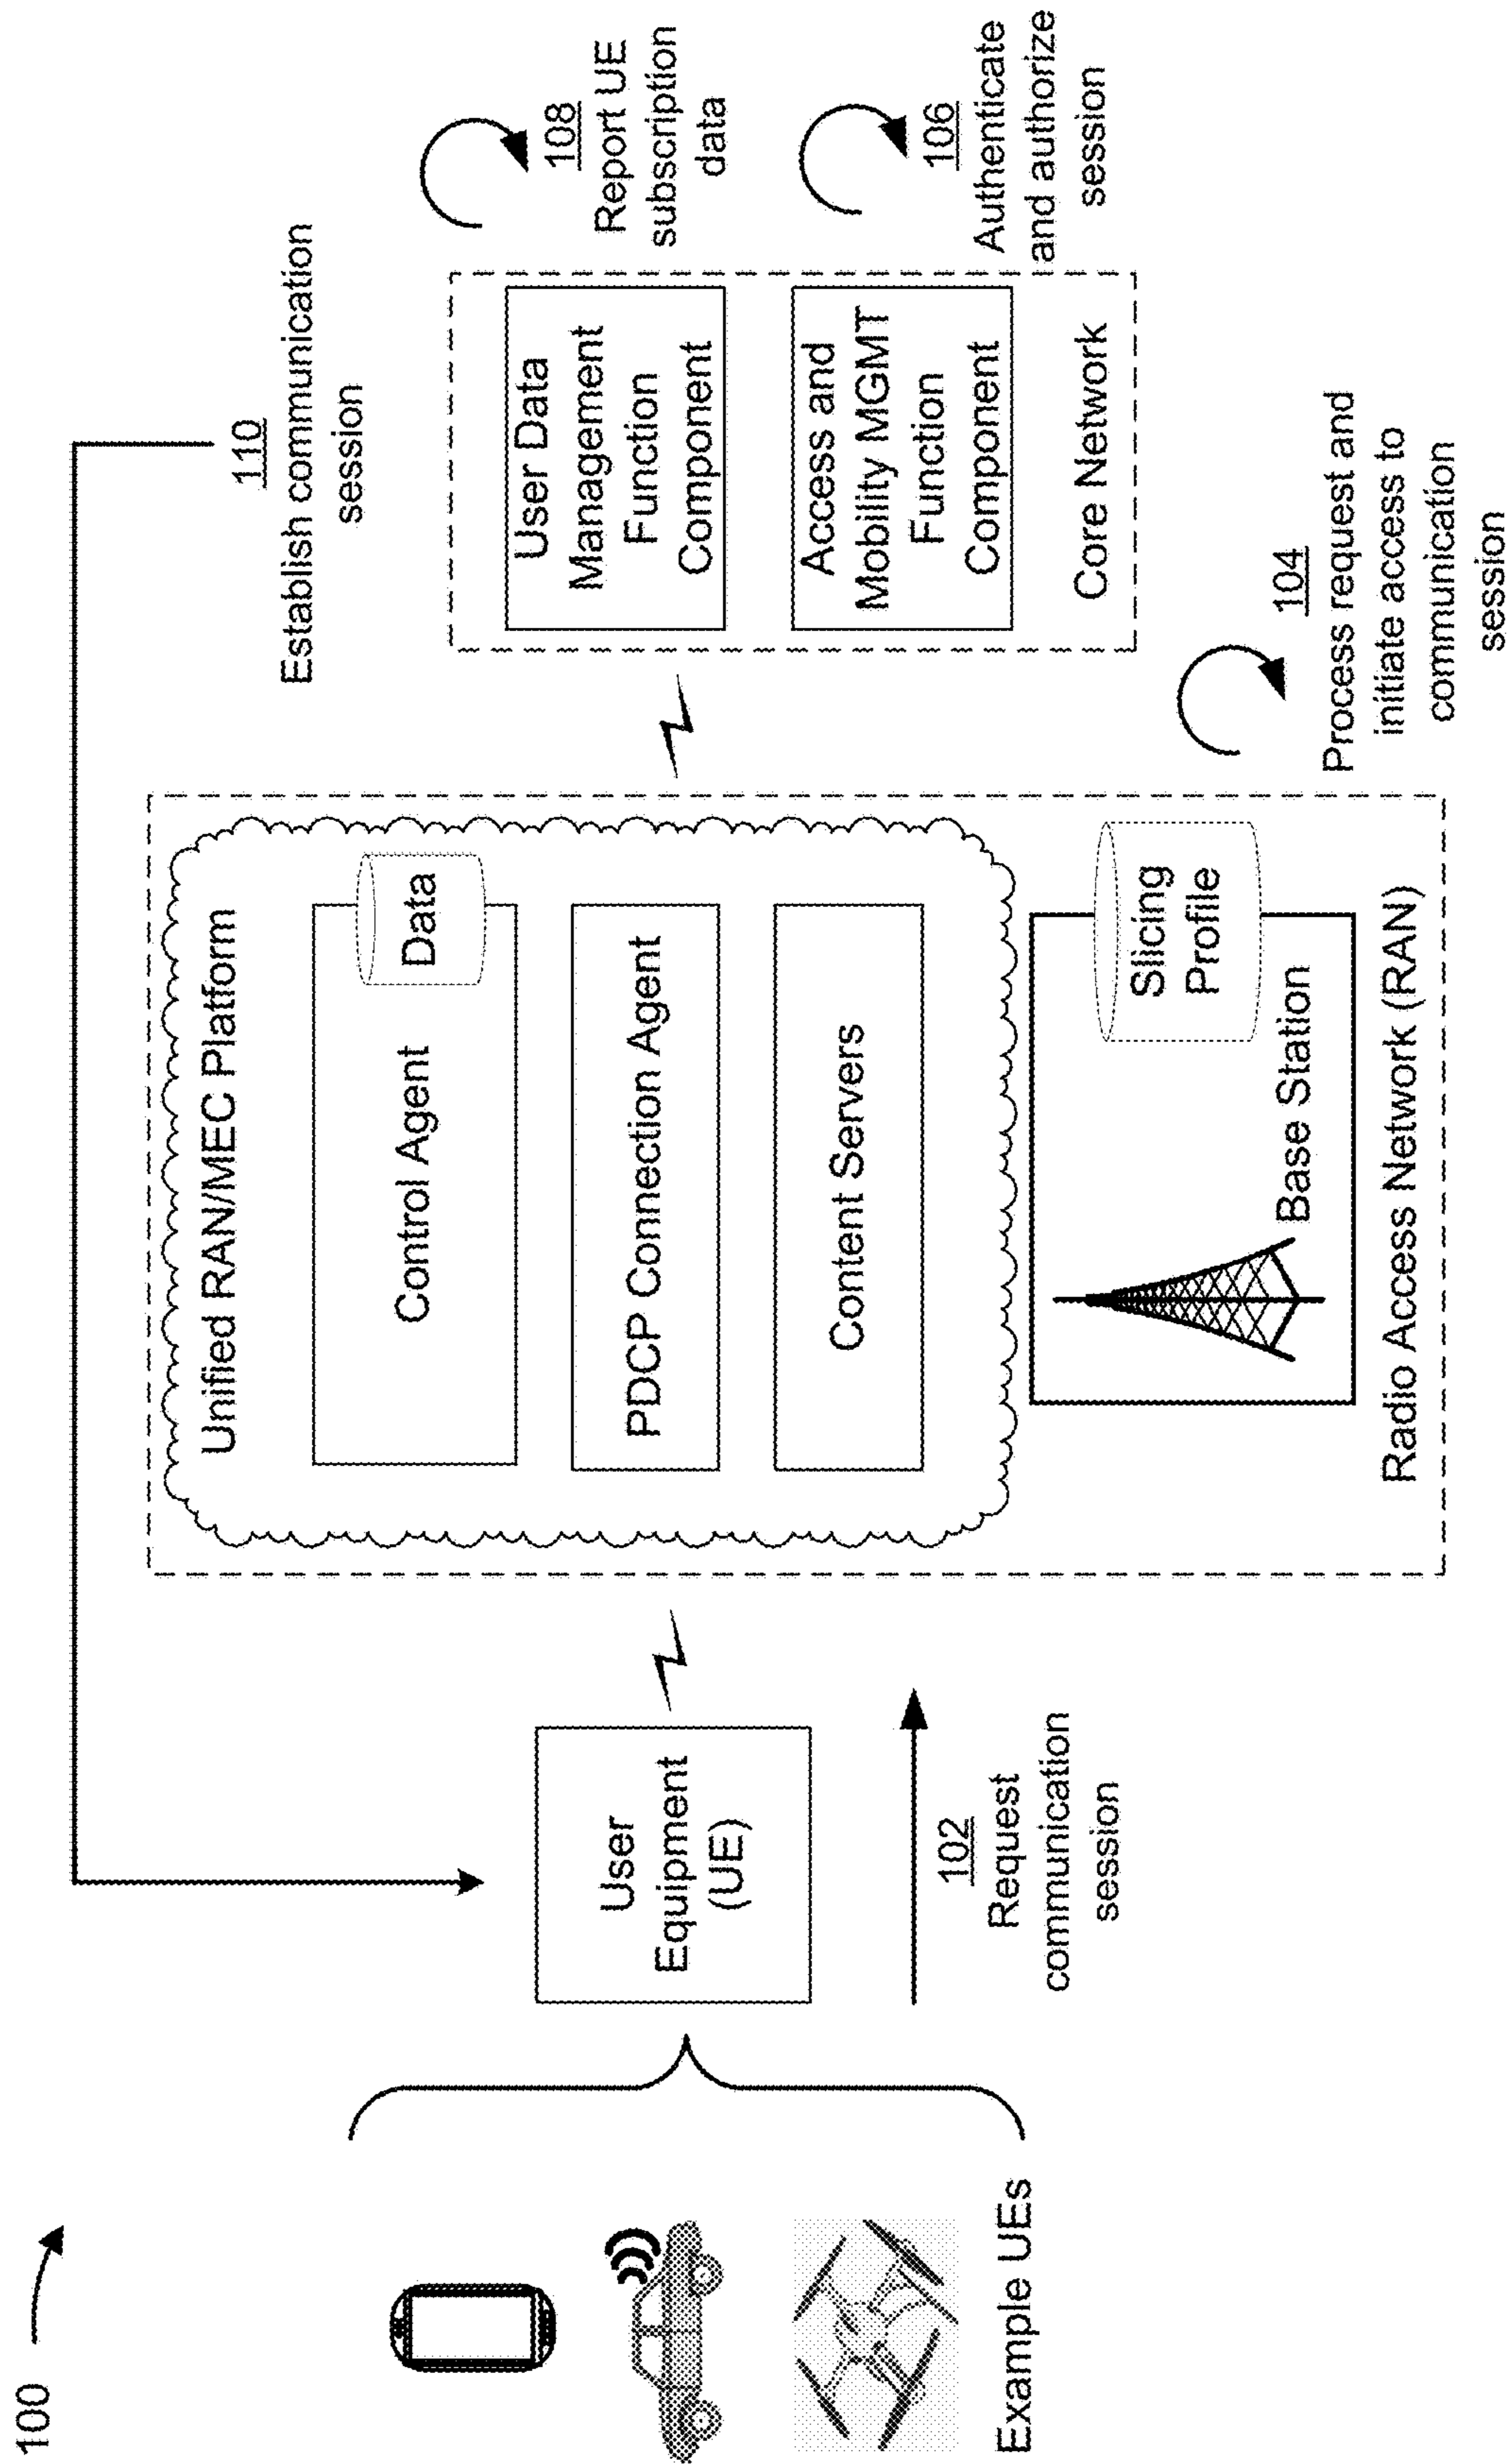 100
110
Establish communication
session
Example UEs
User
Equipment
(UE)
102
Request
communication
session
Unified RAN/MEC Platform
Control Agent
Data
PDCP Connection Agent
Content Servers
Slicing
Profile
Base Station
Radio Access Network (RAN)
104
Process request and
initiate access to
communication
session
User Data
Management
Function
Component
Access and
Mobility MGMT
Function
Component
Core Network
108
Report UE
subscription
data
106
Authenticate
and authorize
session